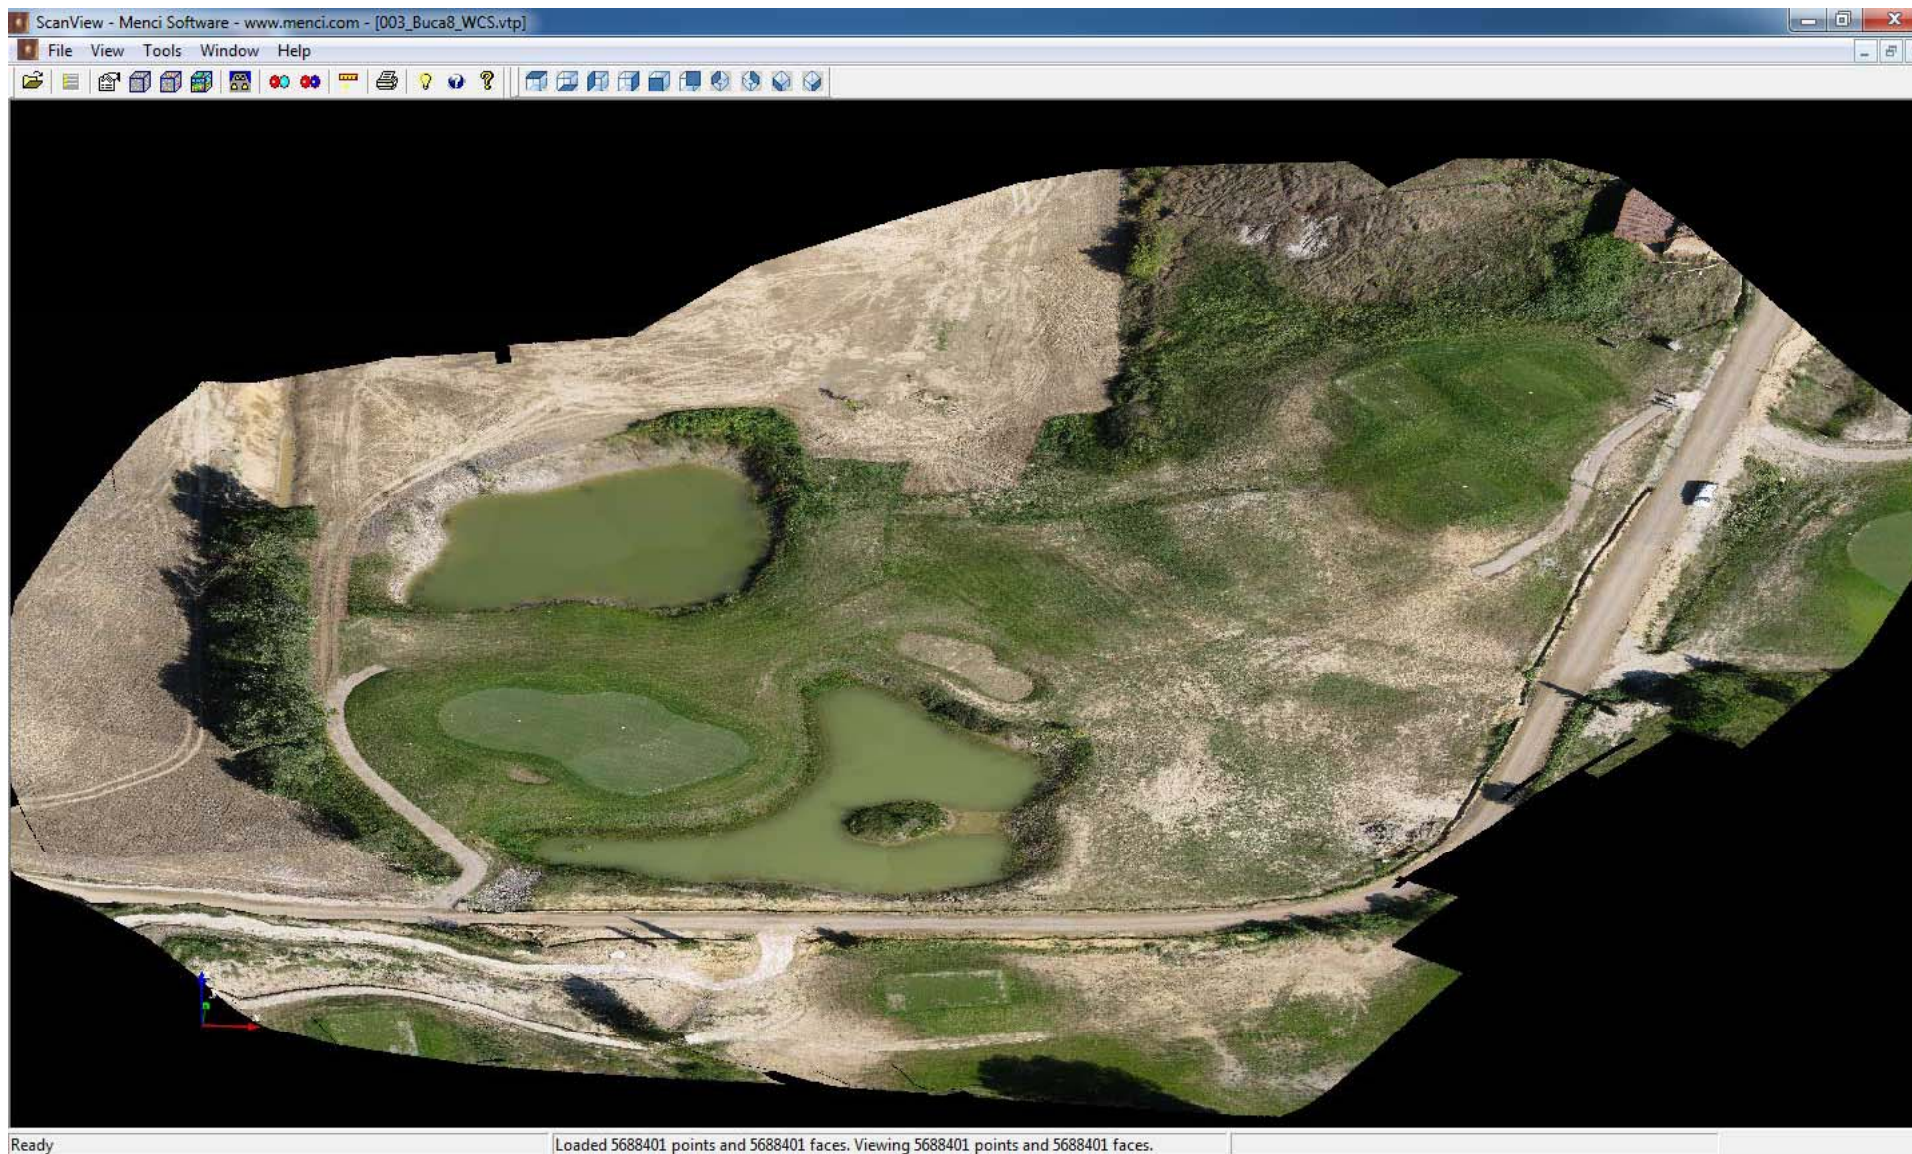 ScanView - Menci Software - www.menci.com - [003_Buca8_WCS.vtp]
File View Tools Window Help
Ready
Loaded 5688401 points and 5688401 faces. Viewing 5688401 points and 5688401 faces.